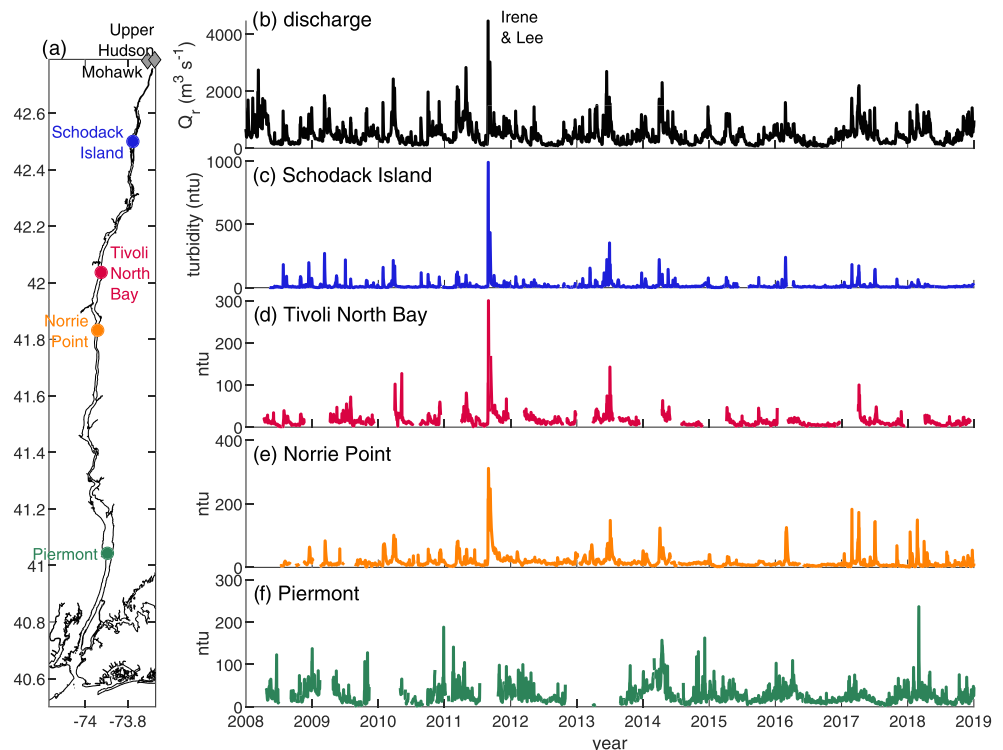 (a)
Upper
Hudson
Mohawk
Schodack
Island
Tivoli
North
Bay
Norrie
Point
Piermont
42.6
42.4
42.2
42
41.8
41.6
41.4
41.2
41
40.8
40.6
-74 -73.8
(b) discharge
Irene
& Lee
Qr (m³ s⁻¹)
4000
2000
0
(c) Schodack Island
turbidity (ntu)
1000
500
0
(d) Tivoli North Bay
ntu
300
200
100
0
(e) Norrie Point
ntu
400
200
0
(f) Piermont
ntu
300
200
100
0
2008 2009 2010 2011 2012 2013 2014 2015 2016 2017 2018 2019
year